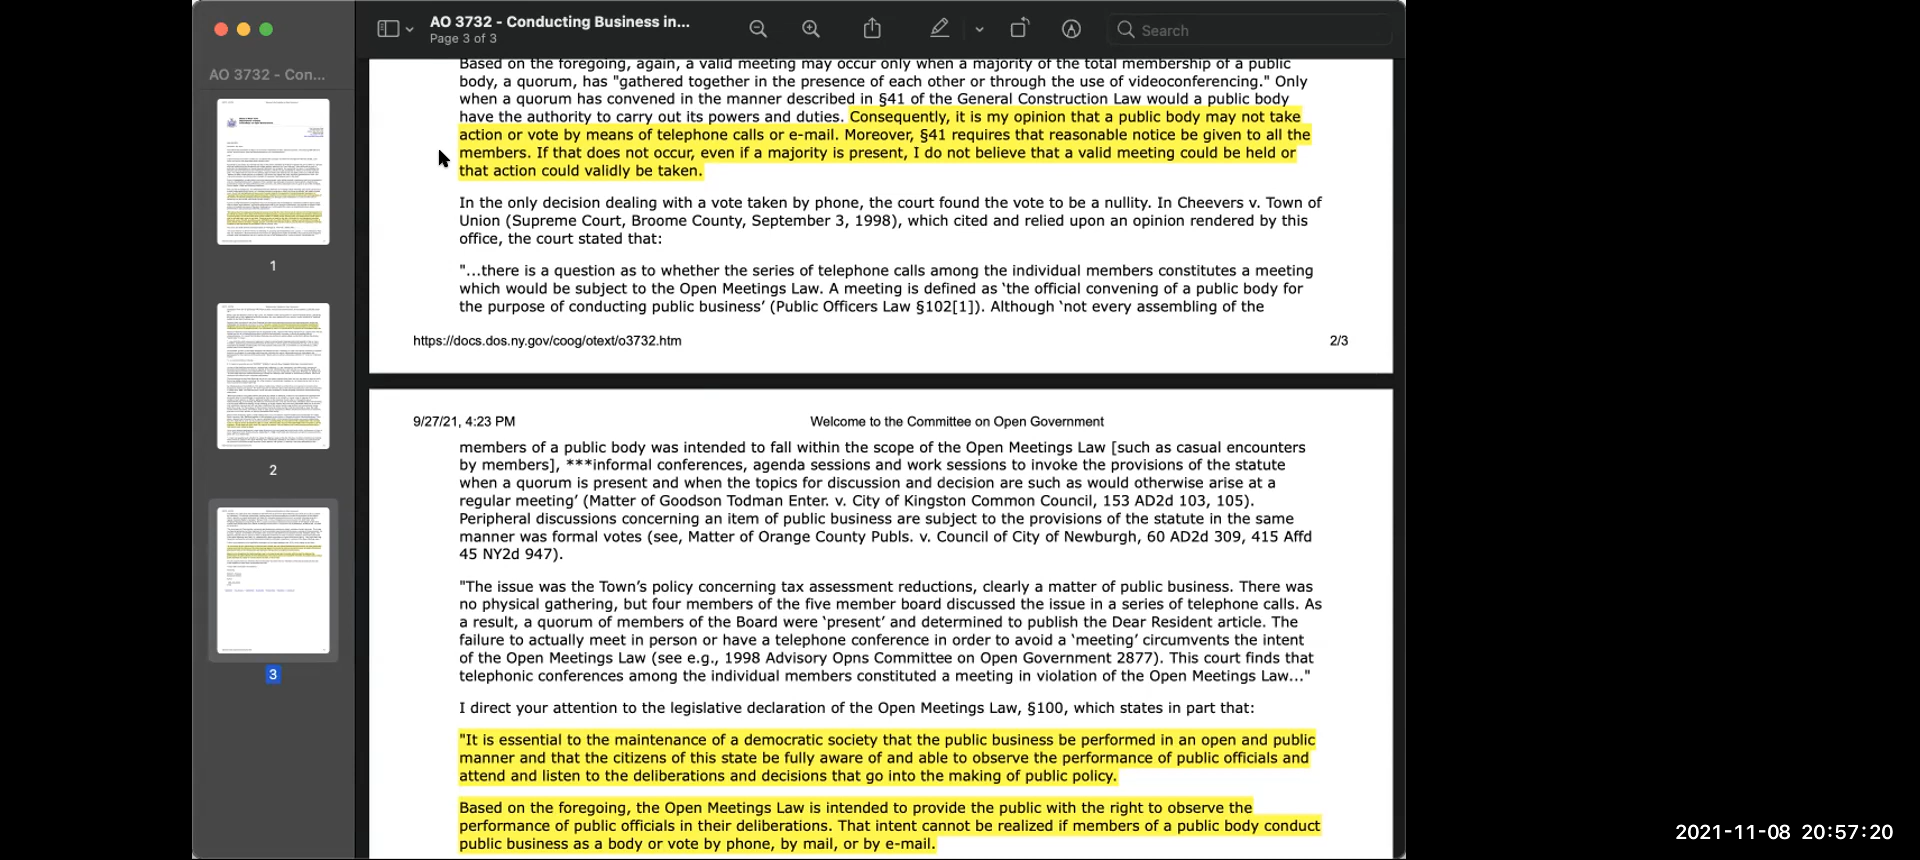 AO 3732 - Conducting Business in...
Page 3 of 3
Search
AO 3732 - Con...
1
2
3
Based on the foregoing, again, a valid meeting may occur only when a majority of the total membership of a public
body, a quorum, has "gathered together in the presence of each other or through the use of videoconferencing." Only
when a quorum has convened in the manner described in §41 of the General Construction Law would a public body
have the authority to carry out its powers and duties. Consequently, it is my opinion that a public body may not take
action or vote by means of telephone calls or e-mail. Moreover, §41 requires that reasonable notice be given to all the
members. If that does not occur, even if a majority is present, I do not believe that a valid meeting could be held or
that action could validly be taken.
In the only decision dealing with a vote taken by phone, the court found the vote to be a nullity. In Cheevers v. Town of
Union (Supreme Court, Broome County, September 3, 1998), which cited and relied upon an opinion rendered by this
office, the court stated that:
"...there is a question as to whether the series of telephone calls among the individual members constitutes a meeting
which would be subject to the Open Meetings Law. A meeting is defined as ‘the official convening of a public body for
the purpose of conducting public business’ (Public Officers Law §102[1]). Although ‘not every assembling of the
https://docs.dos.ny.gov/coog/otext/o3732.htm 2/3
9/27/21, 4:23 PM Welcome to the Committee on Open Government
members of a public body was intended to fall within the scope of the Open Meetings Law [such as casual encounters
by members], ***informal conferences, agenda sessions and work sessions to invoke the provisions of the statute
when a quorum is present and when the topics for discussion and decision are such as would otherwise arise at a
regular meeting’ (Matter of Goodson Todman Enter. v. City of Kingston Common Council, 153 AD2d 103, 105).
Peripheral discussions concerning an item of public business are subject to the provisions of the statute in the same
manner was formal votes (see, Matter of Orange County Publs. v. Council of City of Newburgh, 60 AD2d 309, 415 Affd
45 NY2d 947).
"The issue was the Town’s policy concerning tax assessment reductions, clearly a matter of public business. There was
no physical gathering, but four members of the five member board discussed the issue in a series of telephone calls. As
a result, a quorum of members of the Board were ‘present’ and determined to publish the Dear Resident article. The
failure to actually meet in person or have a telephone conference in order to avoid a ‘meeting’ circumvents the intent
of the Open Meetings Law (see e.g., 1998 Advisory Opns Committee on Open Government 2877). This court finds that
telephonic conferences among the individual members constituted a meeting in violation of the Open Meetings Law..."
I direct your attention to the legislative declaration of the Open Meetings Law, §100, which states in part that:
"It is essential to the maintenance of a democratic society that the public business be performed in an open and public
manner and that the citizens of this state be fully aware of and able to observe the performance of public officials and
attend and listen to the deliberations and decisions that go into the making of public policy.
Based on the foregoing, the Open Meetings Law is intended to provide the public with the right to observe the
performance of public officials in their deliberations. That intent cannot be realized if members of a public body conduct
public business as a body or vote by phone, by mail, or by e-mail.
2021-11-08 20:57:20